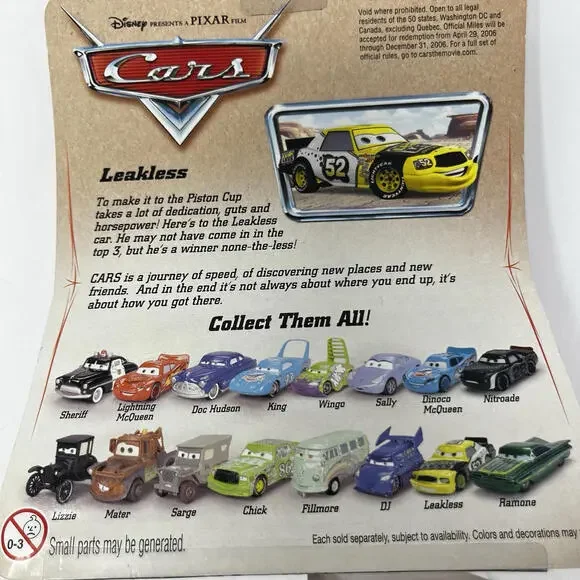 Disney PRESENTS A PIXAR FILM
Cars
Void where prohibited. Open to all legal
residents of the 50 states, Washington DC and
Canada, excluding Quebec. Official Miles will be
accepted for redemption from April 29, 2006
through December 31, 2006. For a full set of
official rules, go to carsthemovie.com.
52
52
Leakless
To make it to the Piston Cup
takes a lot of dedication, guts and
horsepower! Here's to the Leakless
car. He may not have come in in the
top 3, but he's a winner none-the-less!
CARS is a journey of speed, of discovering new places and new
friends. And in the end it's not always about where you end up, it's
about how you got there.
Collect Them All!
Sheriff
Lightning
McQueen
Doc Hudson
King
Wingo
Sally
Dinoco
McQueen
Nitroade
86
Lizzie
Mater
Sarge
Chick
Fillmore
DJ
Leakless
Ramone
0-3
Small parts may be generated.
Each sold separately, subject to availability. Colors and decorations may